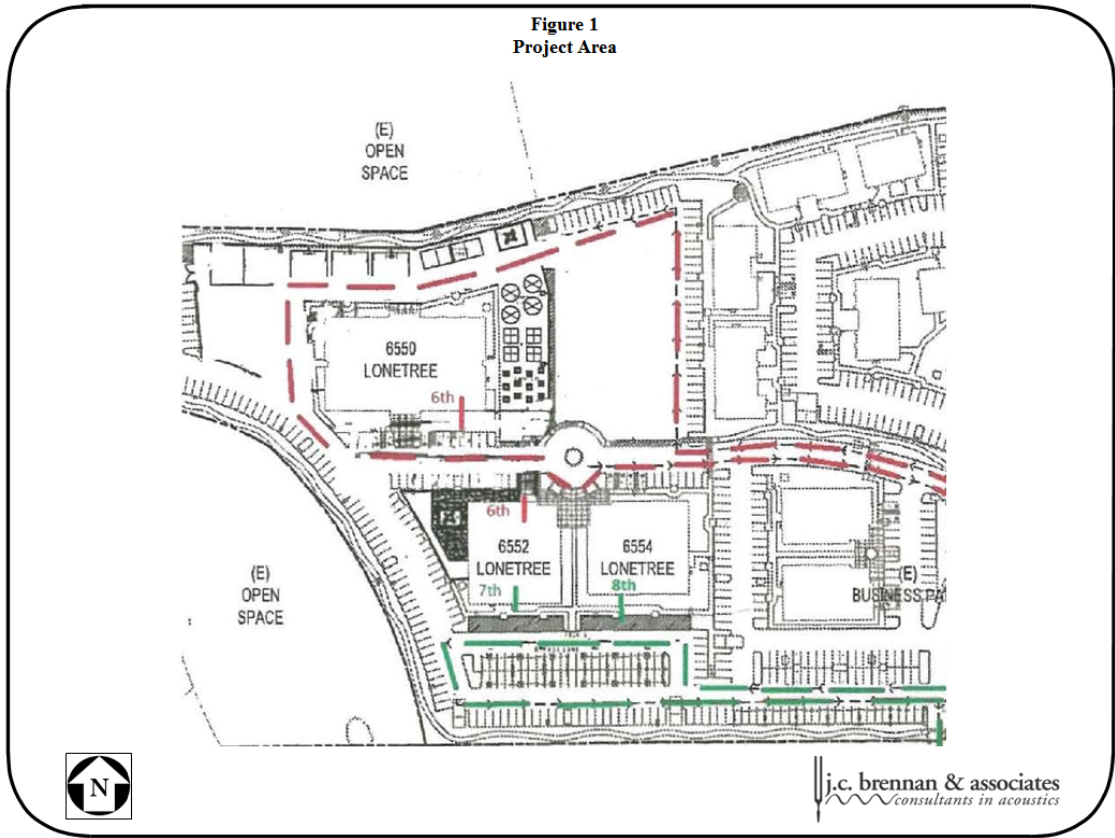 Figure 1
Project Area
(E)
OPEN
SPACE
6550
LONETREE
6th
6th
6552
LONETREE
6554
LONETREE
7th
8th
(E)
OPEN
SPACE
(E)
BUSINESS PA
N
j.c. brennan & associates
consultants in acoustics